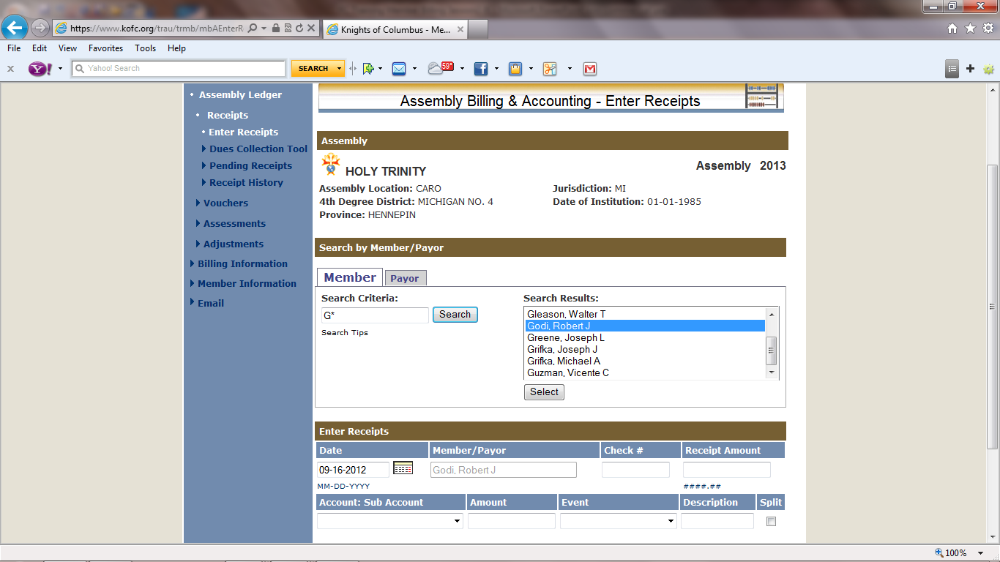 https://www.kofc.org/trau/trmb/mbAEnterR
Knights of Columbus - Me...
File Edit View Favorites Tools Help
x Y! Yahoo! Search SEARCH 59° f M
Assembly Ledger
Receipts
Enter Receipts
Dues Collection Tool
Pending Receipts
Receipt History
Vouchers
Assessments
Adjustments
Billing Information
Member Information
Email
Assembly Billing & Accounting - Enter Receipts
Assembly
HOLY TRINITY Assembly 2013
Assembly Location: CARO Jurisdiction: MI
4th Degree District: MICHIGAN NO. 4 Date of Institution: 01-01-1985
Province: HENNEPIN
Search by Member/Payor
Member Payor
Search Criteria:
G* Search
Search Tips
Search Results:
Gleason, Walter T
Godi, Robert J
Greene, Joseph L
Grifka, Joseph J
Grifka, Michael A
Guzman, Vicente C
Select
Enter Receipts
Date Member/Payor Check # Receipt Amount
09-16-2012 Godi, Robert J
MM-DD-YYYY ####.##
Account: Sub Account Amount Event Description Split
100%